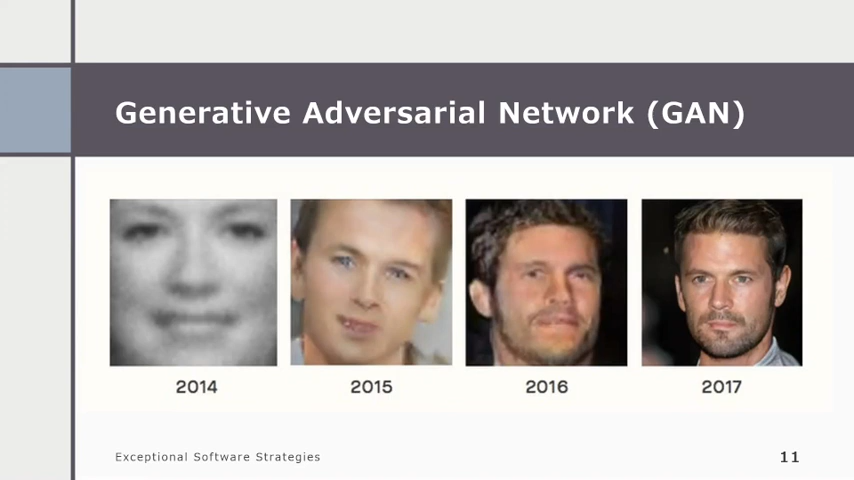 Generative Adversarial Network (GAN)
2014 2015 2016 2017
Exceptional Software Strategies 11